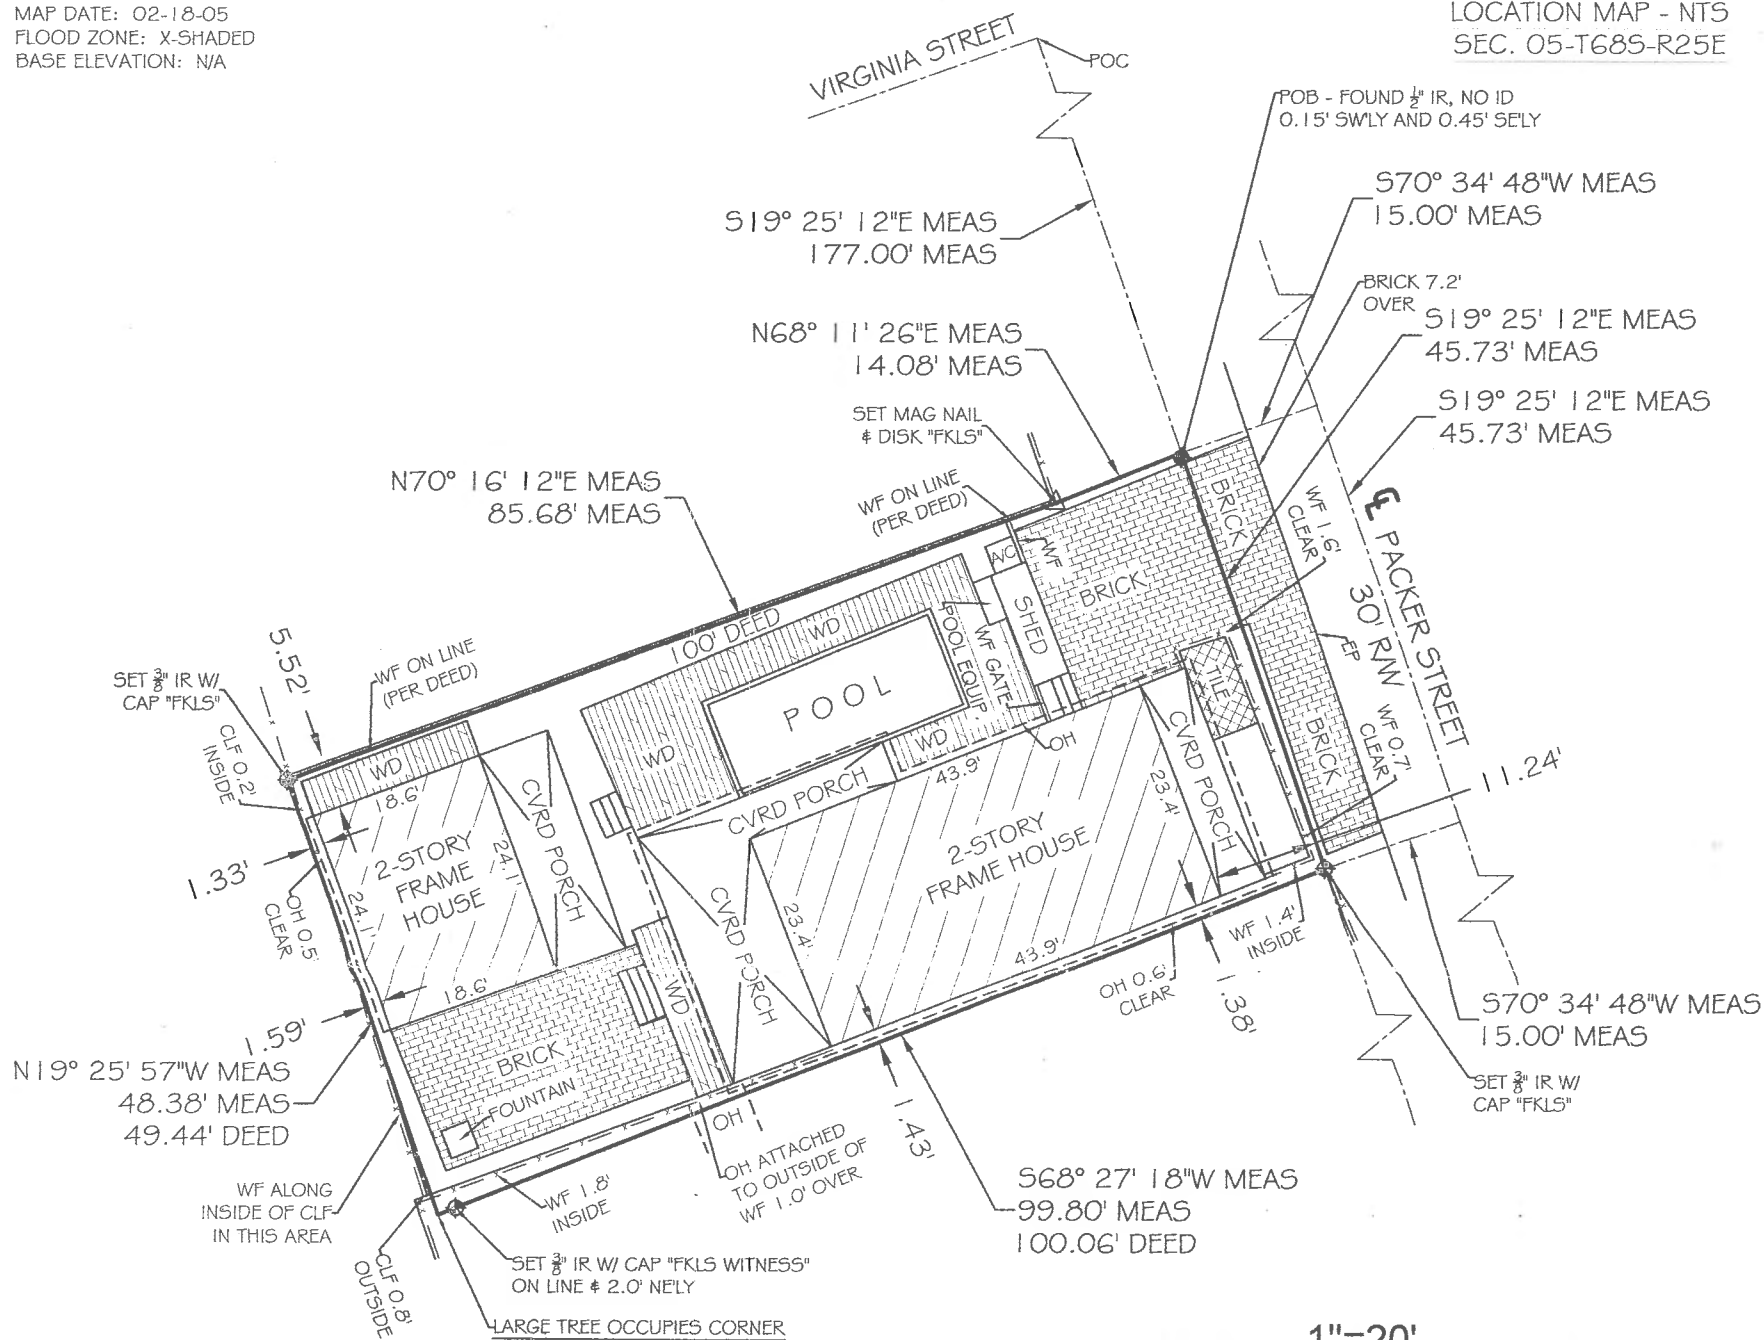 MAP DATE: 02-18-05
FLOOD ZONE: X-SHADED
BASE ELEVATION: N/A
LOCATION MAP - NTS
SEC. 05-T68S-R25E
VIRGINIA STREET
POC
POB - FOUND ½" IR, NO ID
0.15' SW'LY AND 0.45' SE'LY
S70° 34' 48"W MEAS
15.00' MEAS
S19° 25' 12"E MEAS
177.00' MEAS
BRICK 7.2'
OVER
S19° 25' 12"E MEAS
45.73' MEAS
N68° 11' 26"E MEAS
14.08' MEAS
S19° 25' 12"E MEAS
45.73' MEAS
SET MAG NAIL
& DISK "FKLS"
N70° 16' 12"E MEAS
85.68' MEAS
WF ON LINE
(PER DEED)
BRICK
WF 1.6'
CLEAR
℄ PACKER STREET
30' R/W
A/C
WF
BRICK
SHED
100' DEED
WD
POOL EQUIP.
WF GATE
5.52'
WF ON LINE
(PER DEED)
SET ⅜" IR W/
CAP "FKLS"
POOL
TILE
EP
CLF 0.2'
INSIDE
WD
WD
WD
OH
CVRD PORCH
BRICK
WF 0.7'
CLEAR
11.24'
18.6'
CVRD PORCH
CVRD PORCH
43.9'
23.4'
1.33'
2-STORY
FRAME
HOUSE
24.1'
24.1'
2-STORY
FRAME HOUSE
OH 0.5'
CLEAR
CVRD PORCH
23.4'
43.9'
WF 1.4'
INSIDE
18.6'
WD
OH 0.6'
CLEAR
1.38'
S70° 34' 48"W MEAS
15.00' MEAS
1.59'
N19° 25' 57"W MEAS
48.38' MEAS
49.44' DEED
BRICK
FOUNTAIN
SET ⅜" IR W/
CAP "FKLS"
OH
1.43'
OH ATTACHED
TO OUTSIDE OF
WF 1.0' OVER
WF ALONG
INSIDE OF CLF
IN THIS AREA
WF 1.8'
INSIDE
S68° 27' 18"W MEAS
99.80' MEAS
100.06' DEED
CLF 0.8'
OUTSIDE
SET ⅜" IR W/ CAP "FKLS WITNESS"
ON LINE & 2.0' NE'LY
LARGE TREE OCCUPIES CORNER
1"=20'